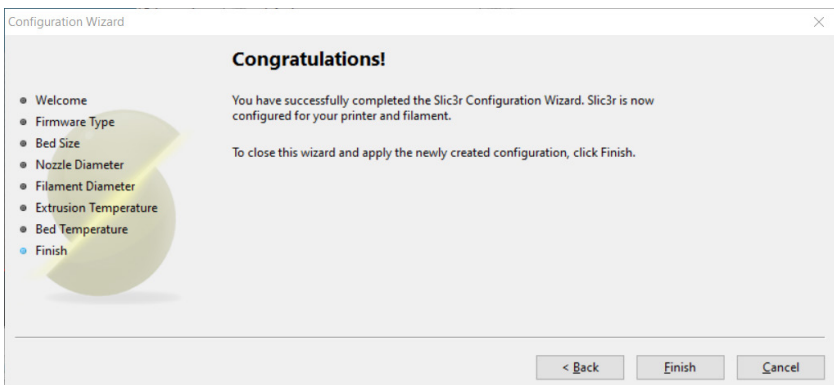 Configuration Wizard
Congratulations!
Welcome
Firmware Type
Bed Size
Nozzle Diameter
Filament Diameter
Extrusion Temperature
Bed Temperature
Finish
You have successfully completed the Slic3r Configuration Wizard. Slic3r is now
configured for your printer and filament.
To close this wizard and apply the newly created configuration, click Finish.
< Back
Finish
Cancel